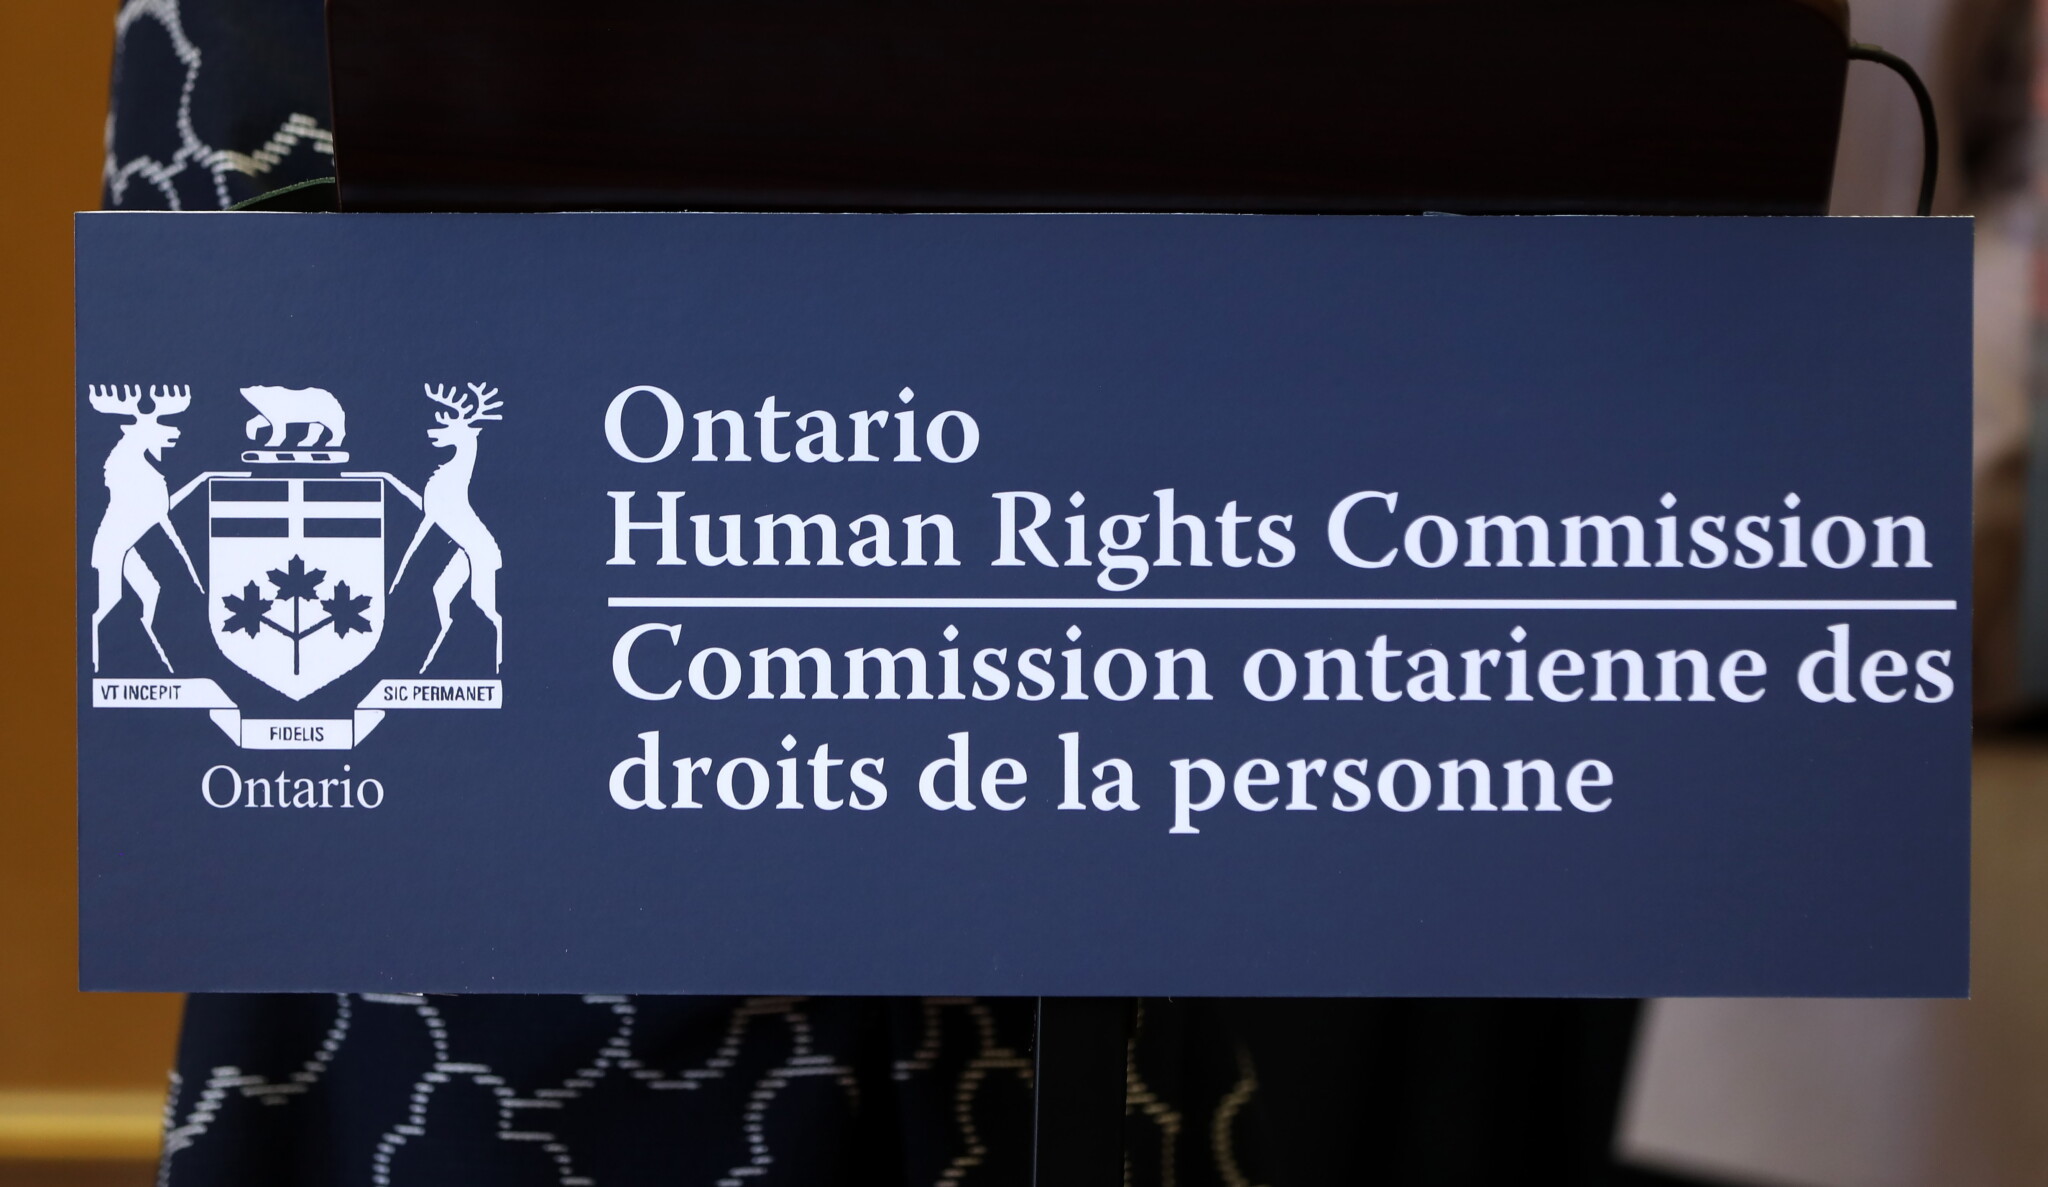 VT INCEPIT
FIDELIS
SIC PERMANET
Ontario
Ontario
Human Rights Commission
Commission ontarienne des
droits de la personne